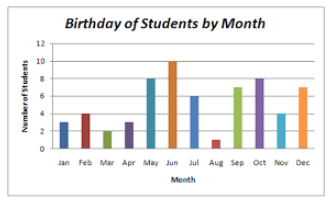 Birthday of Students by Month
Number of Students
12
10
8
6
4
2
0
Jan Feb Mar Apr May Jun Jul Aug Sep Oct Nov Dec
Month